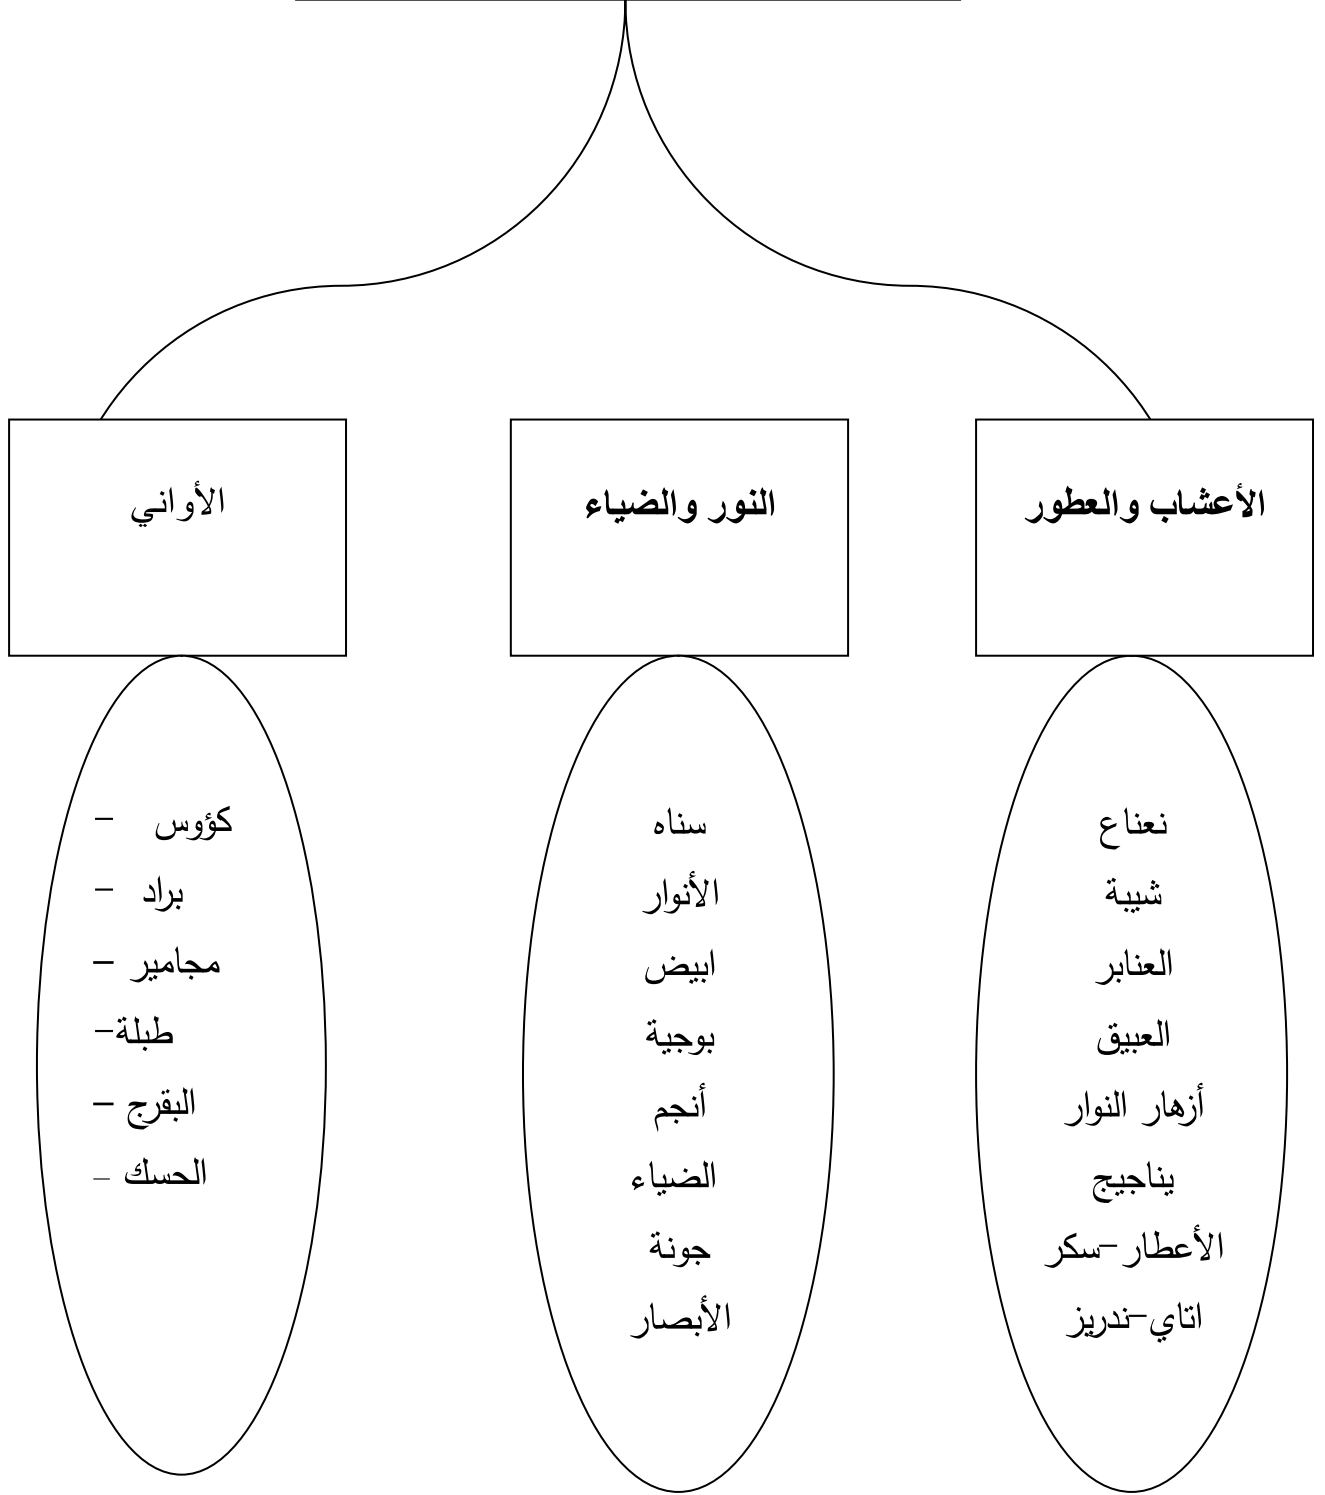 الأعشاب والعطور
النور والضياء
الأواني
نعناع
شيبة
العنابر
العبيق
أزهار النوار
يناجيج
الأعطار-سكر
اتاي-ندريز
سناه
الأنوار
ابيض
بوجية
أنجم
الضياء
جونة
الأبصار
كؤوس -
براد -
مجامير -
طبلة-
البقرج -
الحسك -